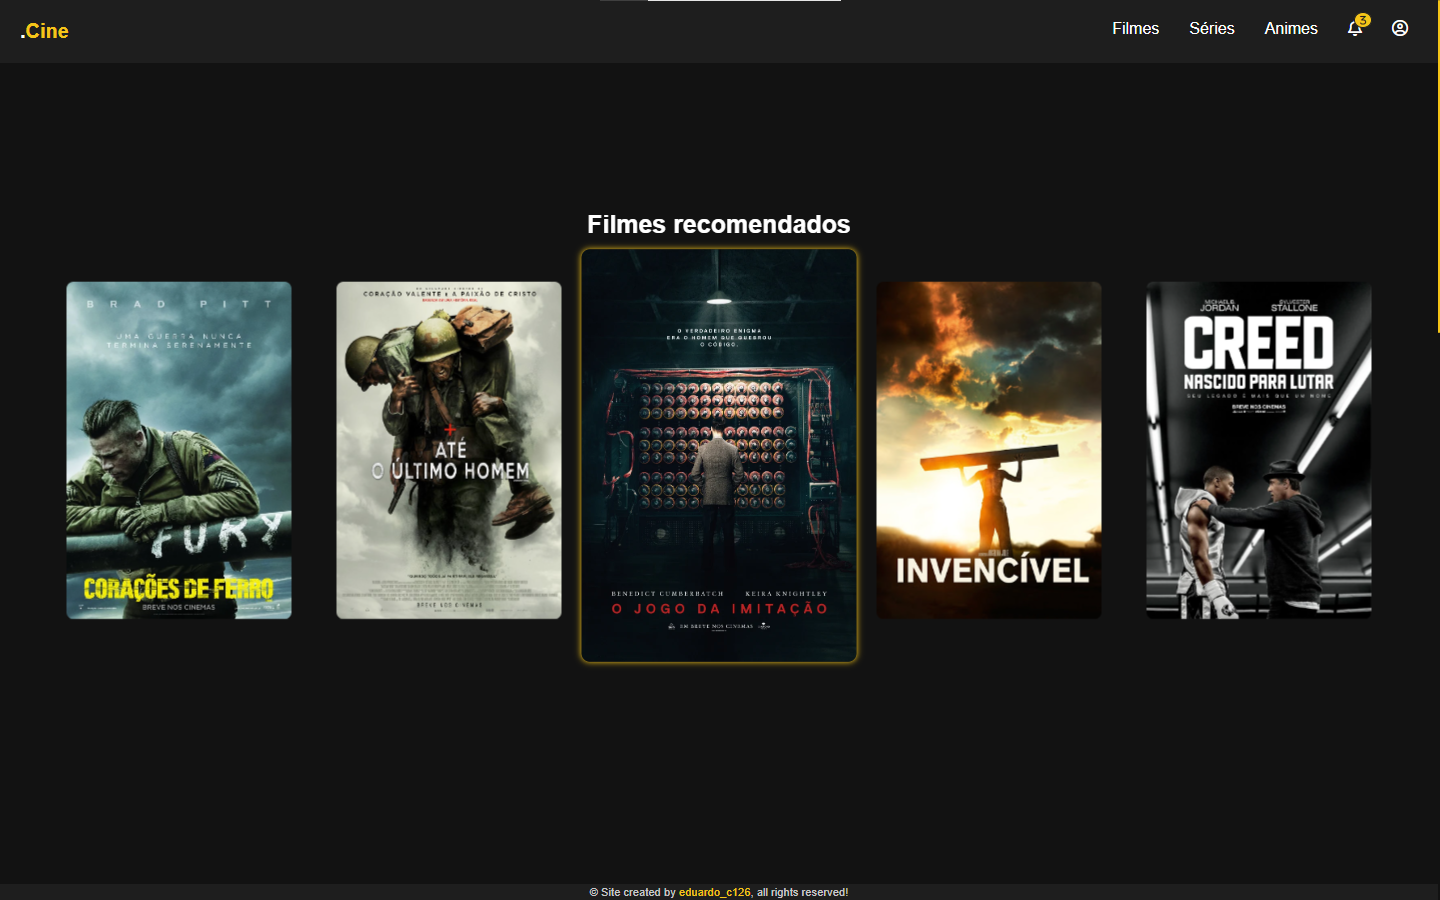 .Cine
Filmes
Séries
Animes
3
Filmes recomendados
BRAD PITT
UMA GUERRA NUNCA
TERMINA SERENAMENTE
FURY
CORAÇÕES DE FERRO
BREVE NOS CINEMAS
CORAÇÃO VALENTE E A PAIXÃO DE CRISTO
ATÉ
O ÚLTIMO HOMEM
BREVE NOS CINEMAS
O VERDADEIRO ENIGMA
ERA O HOMEM QUE QUEBROU
O CÓDIGO.
BENEDICT CUMBERBATCH KEIRA KNIGHTLEY
O JOGO DA IMITAÇÃO
EM BREVE NOS CINEMAS
INVENCÍVEL
MICHAEL B. JORDAN
SYLVESTER STALLONE
CREED
NASCIDO PARA LUTAR
SEU LEGADO É MAIS QUE UM NOME
BREVE NOS CINEMAS
© Site created by eduardo_c126, all rights reserved!